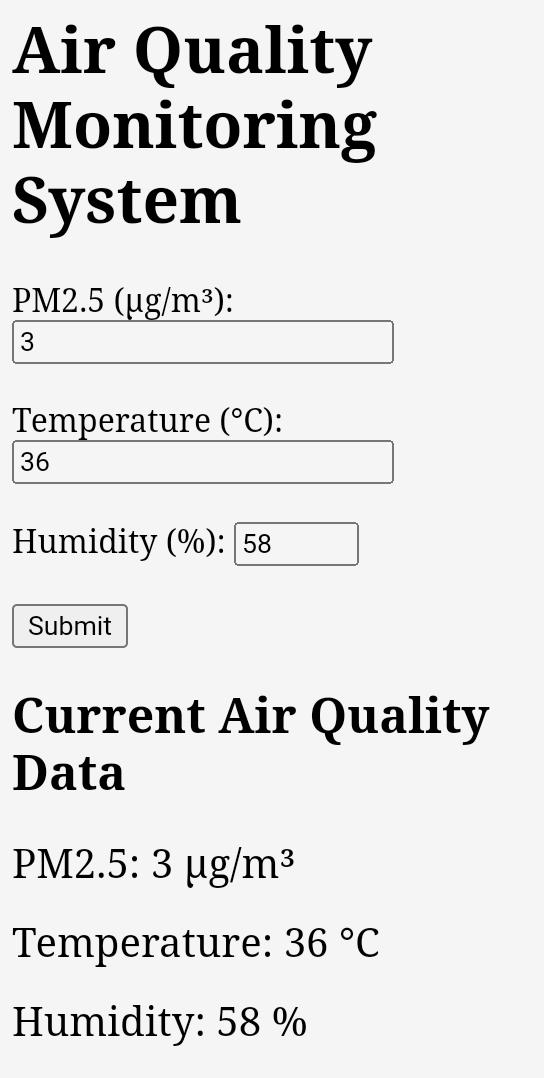 Air Quality
Monitoring
System
PM2.5 (µg/m³):
3
Temperature (°C):
36
Humidity (%): 58
Submit
Current Air Quality
Data
PM2.5: 3 µg/m³
Temperature: 36 °C
Humidity: 58 %